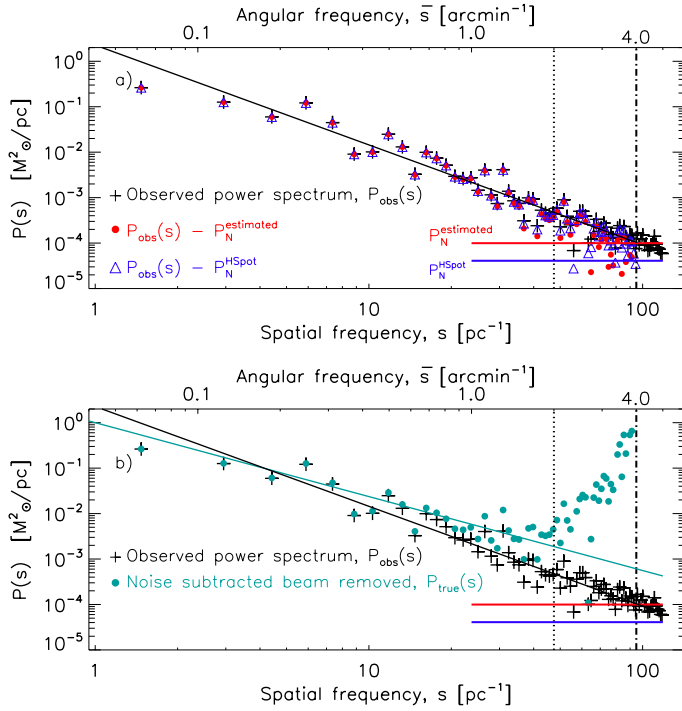 Angular frequency, s̅ [arcmin⁻¹]
0.1 1.0 4.0
10⁰
10⁻¹
10⁻²
10⁻³
10⁻⁴
10⁻⁵
P(s) [M²⊙/pc]
a)
+ Observed power spectrum, P_obs(s)
● P_obs(s) − P_N^estimated
△ P_obs(s) − P_N^HSpot
P_N^estimated
P_N^HSpot
1 10 100
Spatial frequency, s [pc⁻¹]
Angular frequency, s̅ [arcmin⁻¹]
0.1 1.0 4.0
10⁰
10⁻¹
10⁻²
10⁻³
10⁻⁴
10⁻⁵
P(s) [M²⊙/pc]
b)
+ Observed power spectrum, P_obs(s)
● Noise subtracted beam removed, P_true(s)
1 10 100
Spatial frequency, s [pc⁻¹]